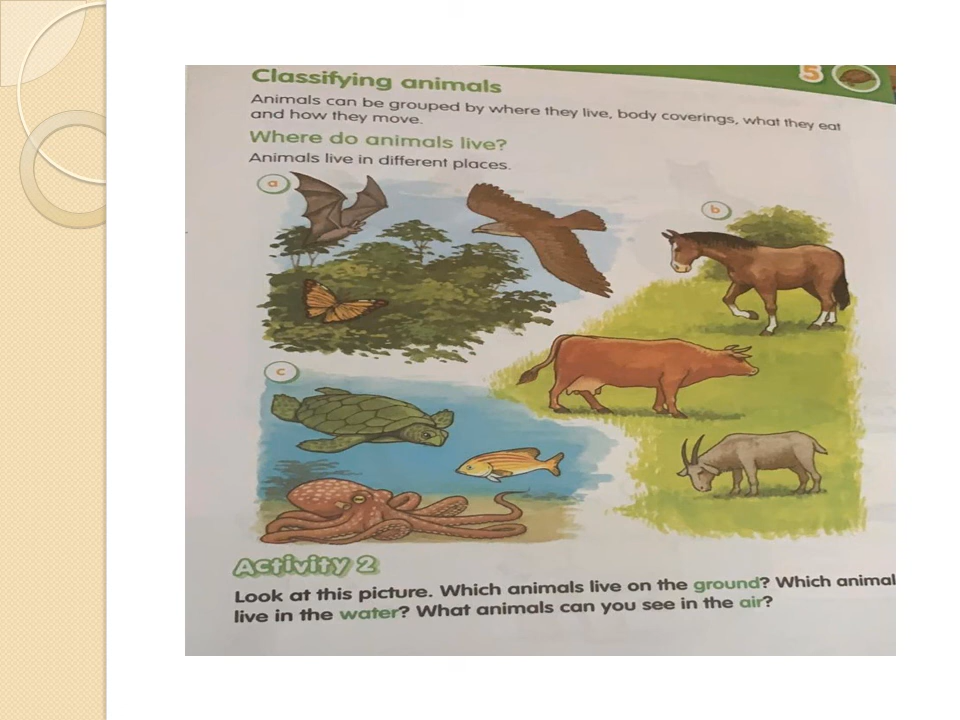 5
Classifying animals
Animals can be grouped by where they live, body coverings, what they eat
and how they move.
Where do animals live?
Animals live in different places.
a
b
c
Activity 2
Look at this picture. Which animals live on the ground? Which animal
live in the water? What animals can you see in the air?